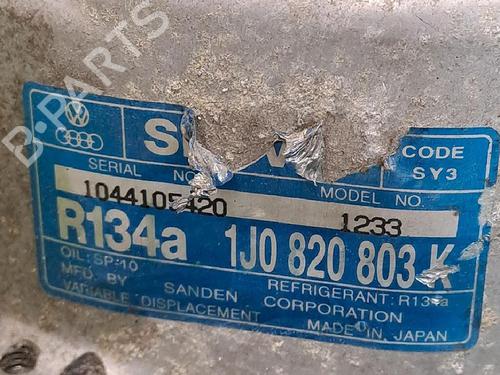 B-PARTS
CODE
SERIAL
SY3
NO.
MODEL NO.
1044105420
1233
R134a 1J0 820 803 K
OIL:SP-10
REFRIGERANT: R134a
MFD. BY SANDEN CORPORATION
VARIABLE DISPLACEMENT
MADE IN JAPAN